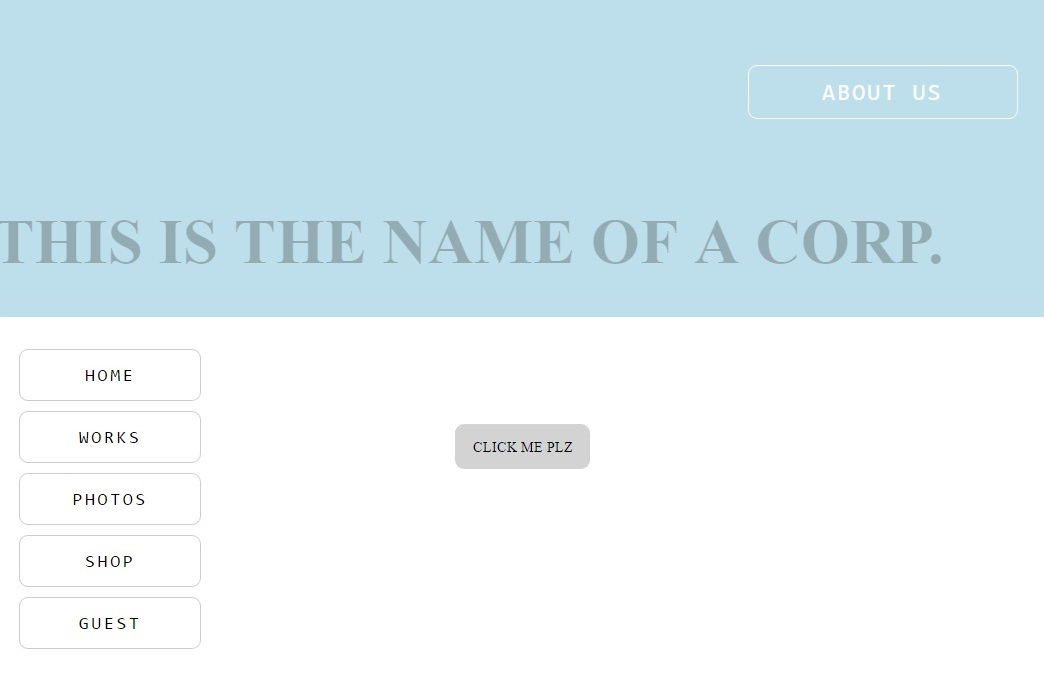 ABOUT US
THIS IS THE NAME OF A CORP.
HOME
WORKS
CLICK ME PLZ
PHOTOS
SHOP
GUEST